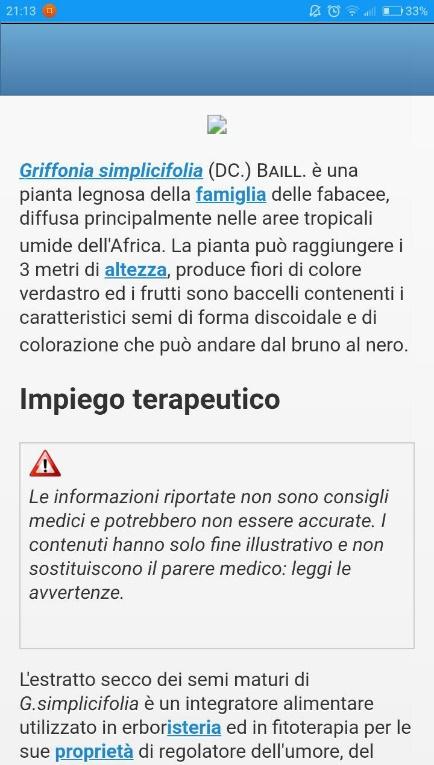 21:13
33%
Griffonia simplicifolia (DC.) BAILL. è una
pianta legnosa della famiglia delle fabacee,
diffusa principalmente nelle aree tropicali
umide dell'Africa. La pianta può raggiungere i
3 metri di altezza, produce fiori di colore
verdastro ed i frutti sono baccelli contenenti i
caratteristici semi di forma discoidale e di
colorazione che può andare dal bruno al nero.
Impiego terapeutico
Le informazioni riportate non sono consigli
medici e potrebbero non essere accurate. I
contenuti hanno solo fine illustrativo e non
sostituiscono il parere medico: leggi le
avvertenze.
L'estratto secco dei semi maturi di
G.simplicifolia è un integratore alimentare
utilizzato in erboristeria ed in fitoterapia per le
sue proprietà di regolatore dell'umore, del